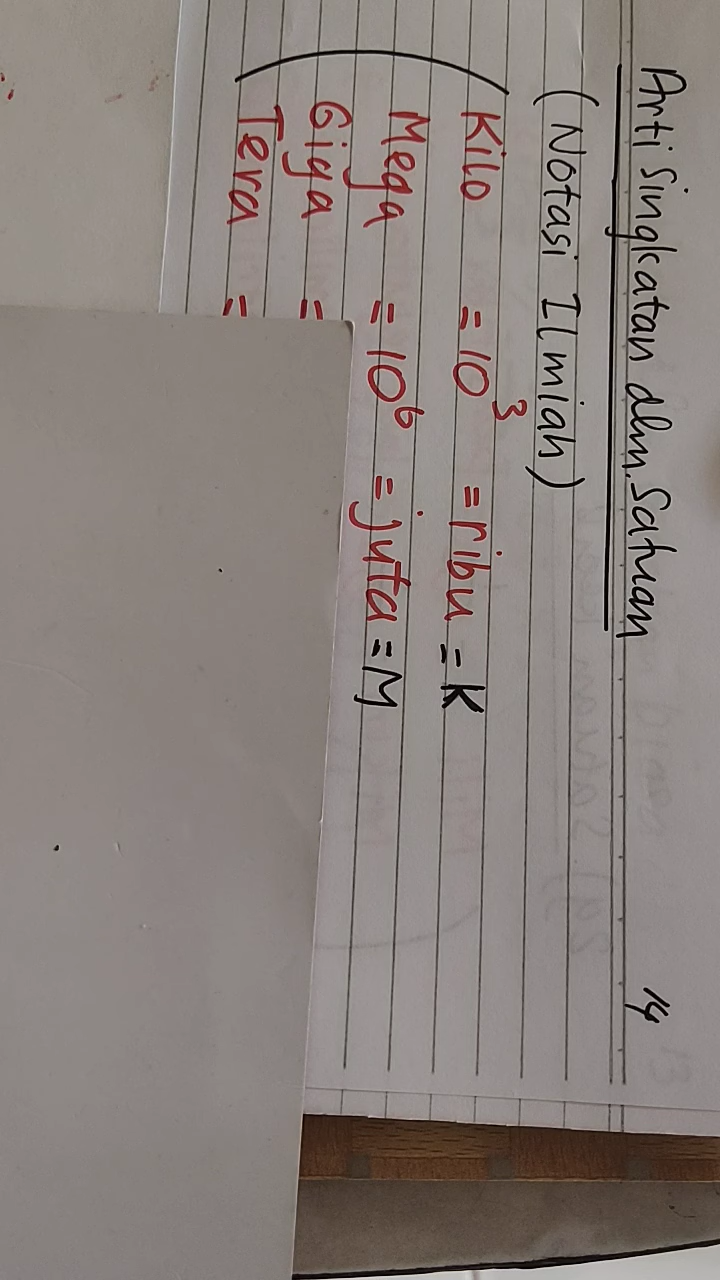 Arti Singkatan dlm. Satuan
14
(Notasi Ilmiah)
Kilo = 10³ = ribu = K
Mega = 10⁶ = juta = M
Giga =
Tera =